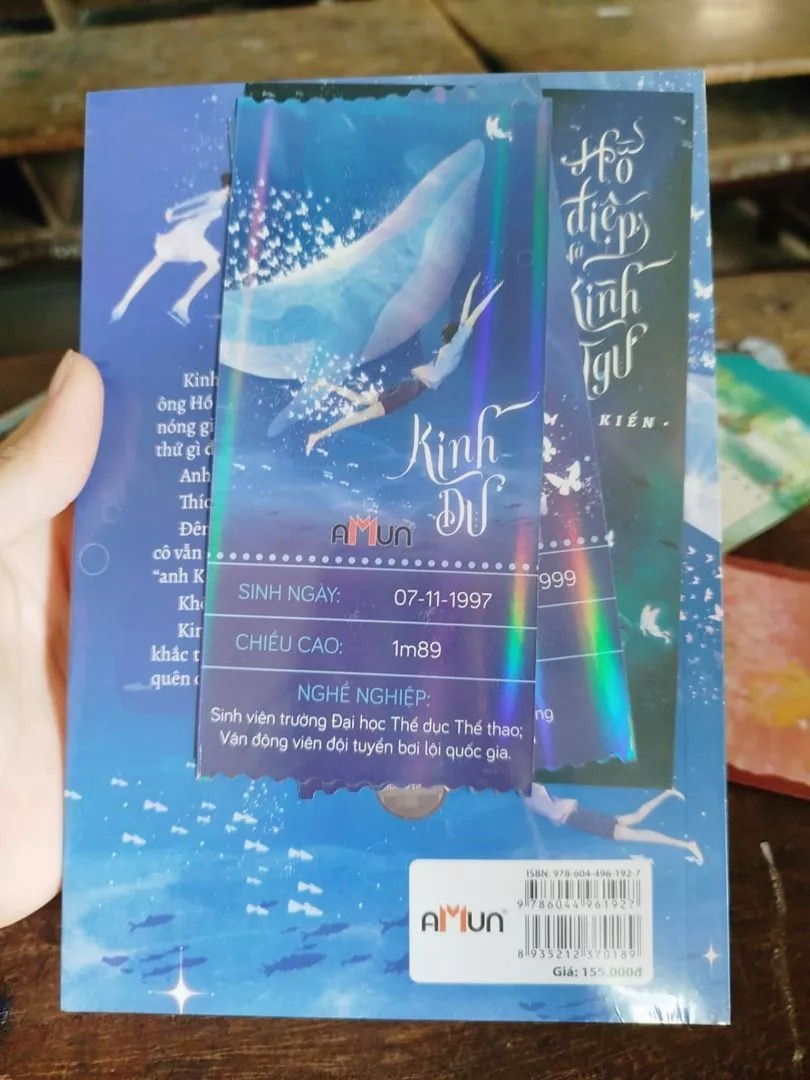 Hồ
điệp
và
Kình
Ngư
KIẾN
Kinh
DƯ
AMUN
SINH NGÀY: 07-11-1997
CHIỀU CAO: 1m89
NGHỀ NGHIỆP:
Sinh viên trường Đại học Thể dục Thể thao;
Vận động viên đội tuyển bơi lội quốc gia.
999
ng
Kình
ông Hồ
nóng gi
thứ gì
Anh
Thíc
Đên
cô vẫn
“anh K
Khô
Kìn
khắc t
quên
ISBN: 978-604-496-192-7
9 786044 961927
AMUN
8 935212 370189
Giá: 155.000đ